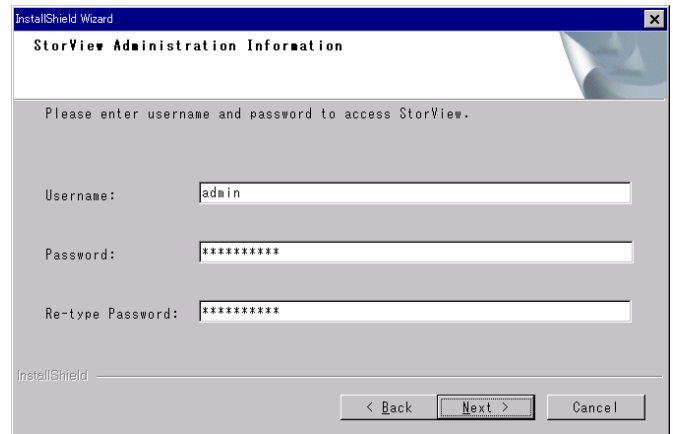 InstallShield Wizard
StorView Administration Information
Please enter username and password to access StorView.
Username: admin
Password: **********
Re-type Password: **********
InstallShield
< Back Next > Cancel